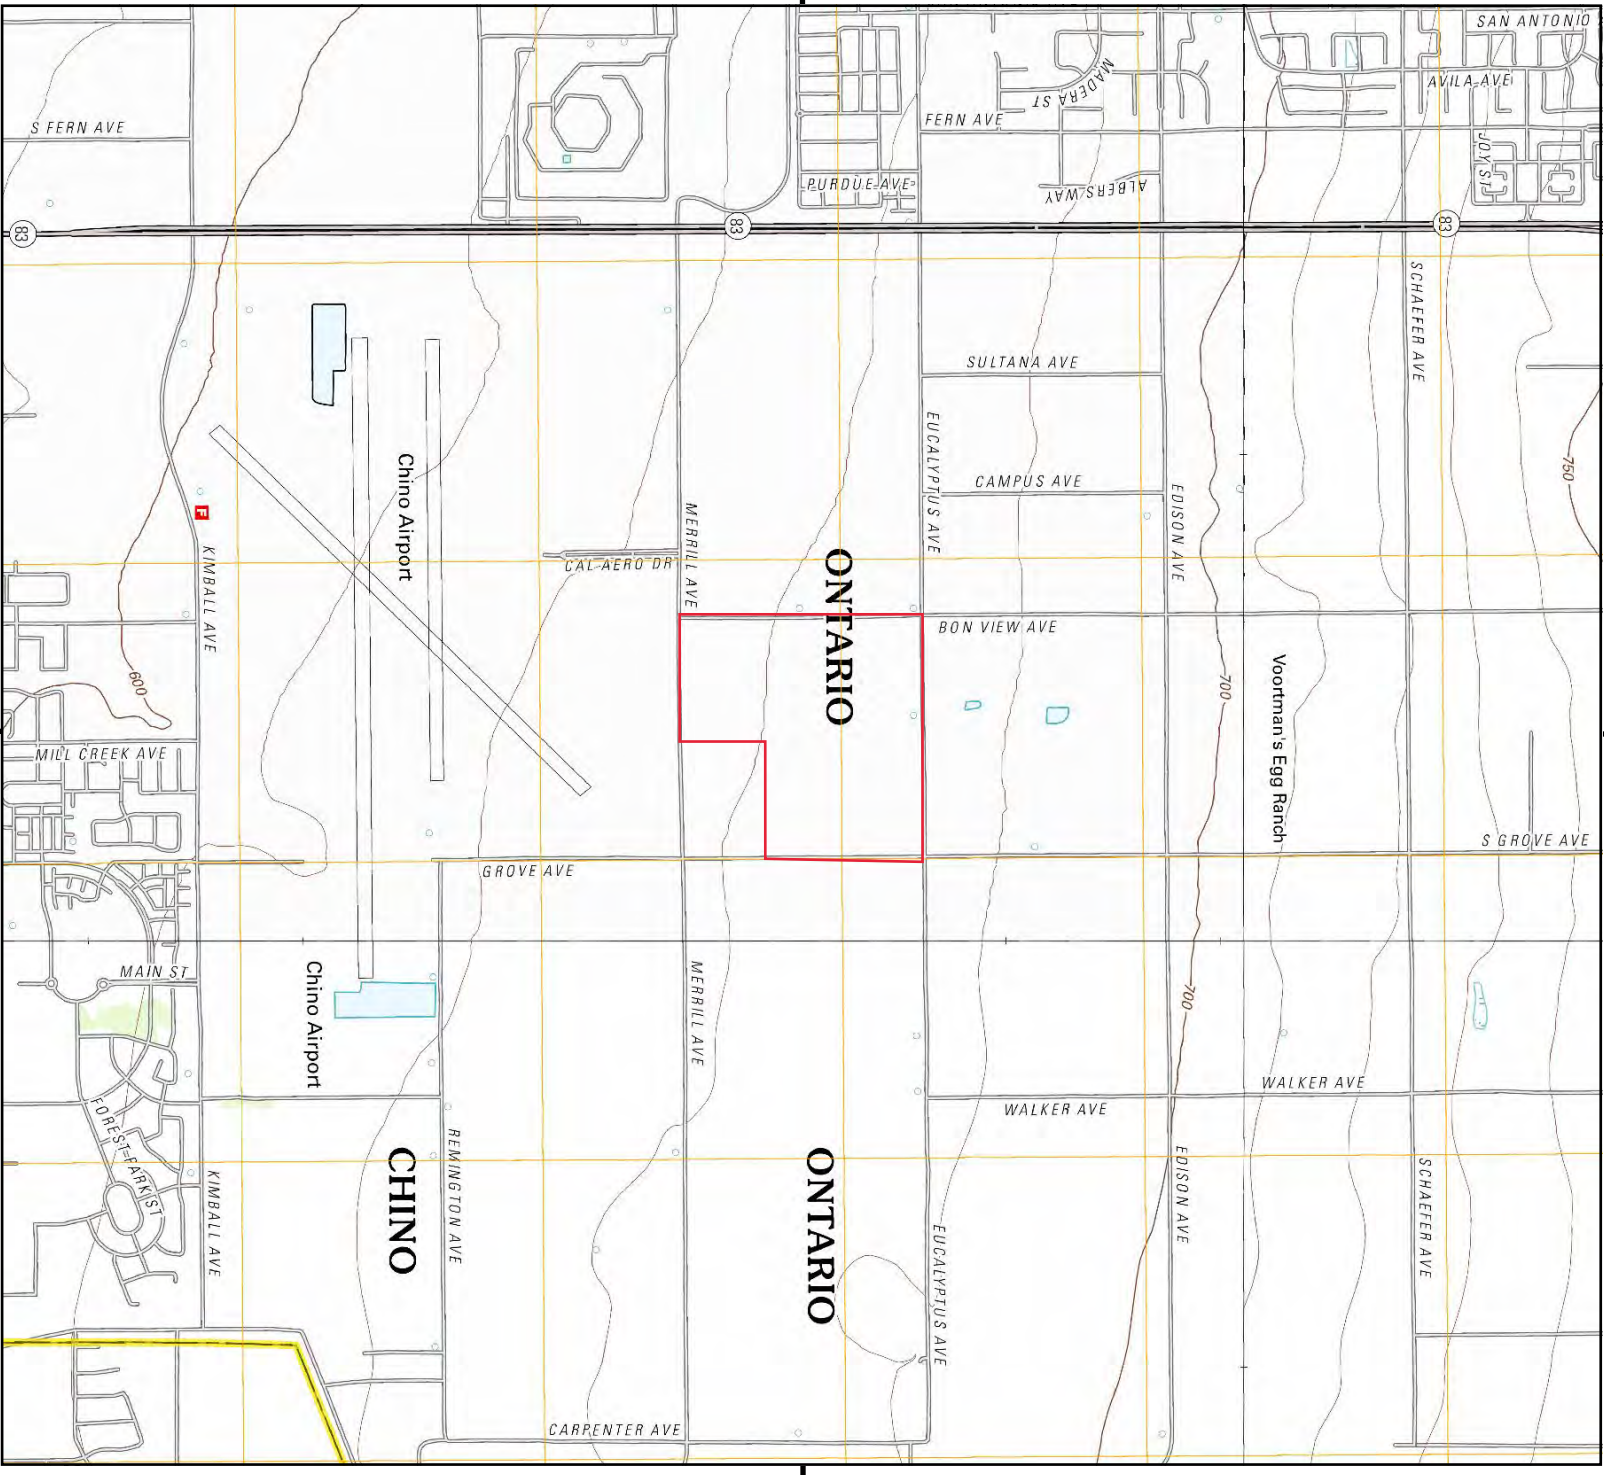 SAN ANTONIO
AVILA AVE
MADERA ST
S FERN AVE
FERN AVE
JOY ST
PURDUE AVE
ALBERS WAY
83
83
83
SCHAEFER AVE
SULTANA AVE
EUCALYPTUS AVE
750
Chino Airport
CAMPUS AVE
EDISON AVE
MERRILL AVE
F
KIMBALL AVE
CAL AERO DR
ONTARIO
BON VIEW AVE
600
700
Voortman's Egg Ranch
MILL CREEK AVE
S GROVE AVE
GROVE AVE
MAIN ST
Chino Airport
MERRILL AVE
700
WALKER AVE
WALKER AVE
FOREST PARK ST
REMINGTON AVE
CHINO
ONTARIO
EDISON AVE
SCHAEFER AVE
KIMBALL AVE
EUCALYPTUS AVE
CARPENTER AVE